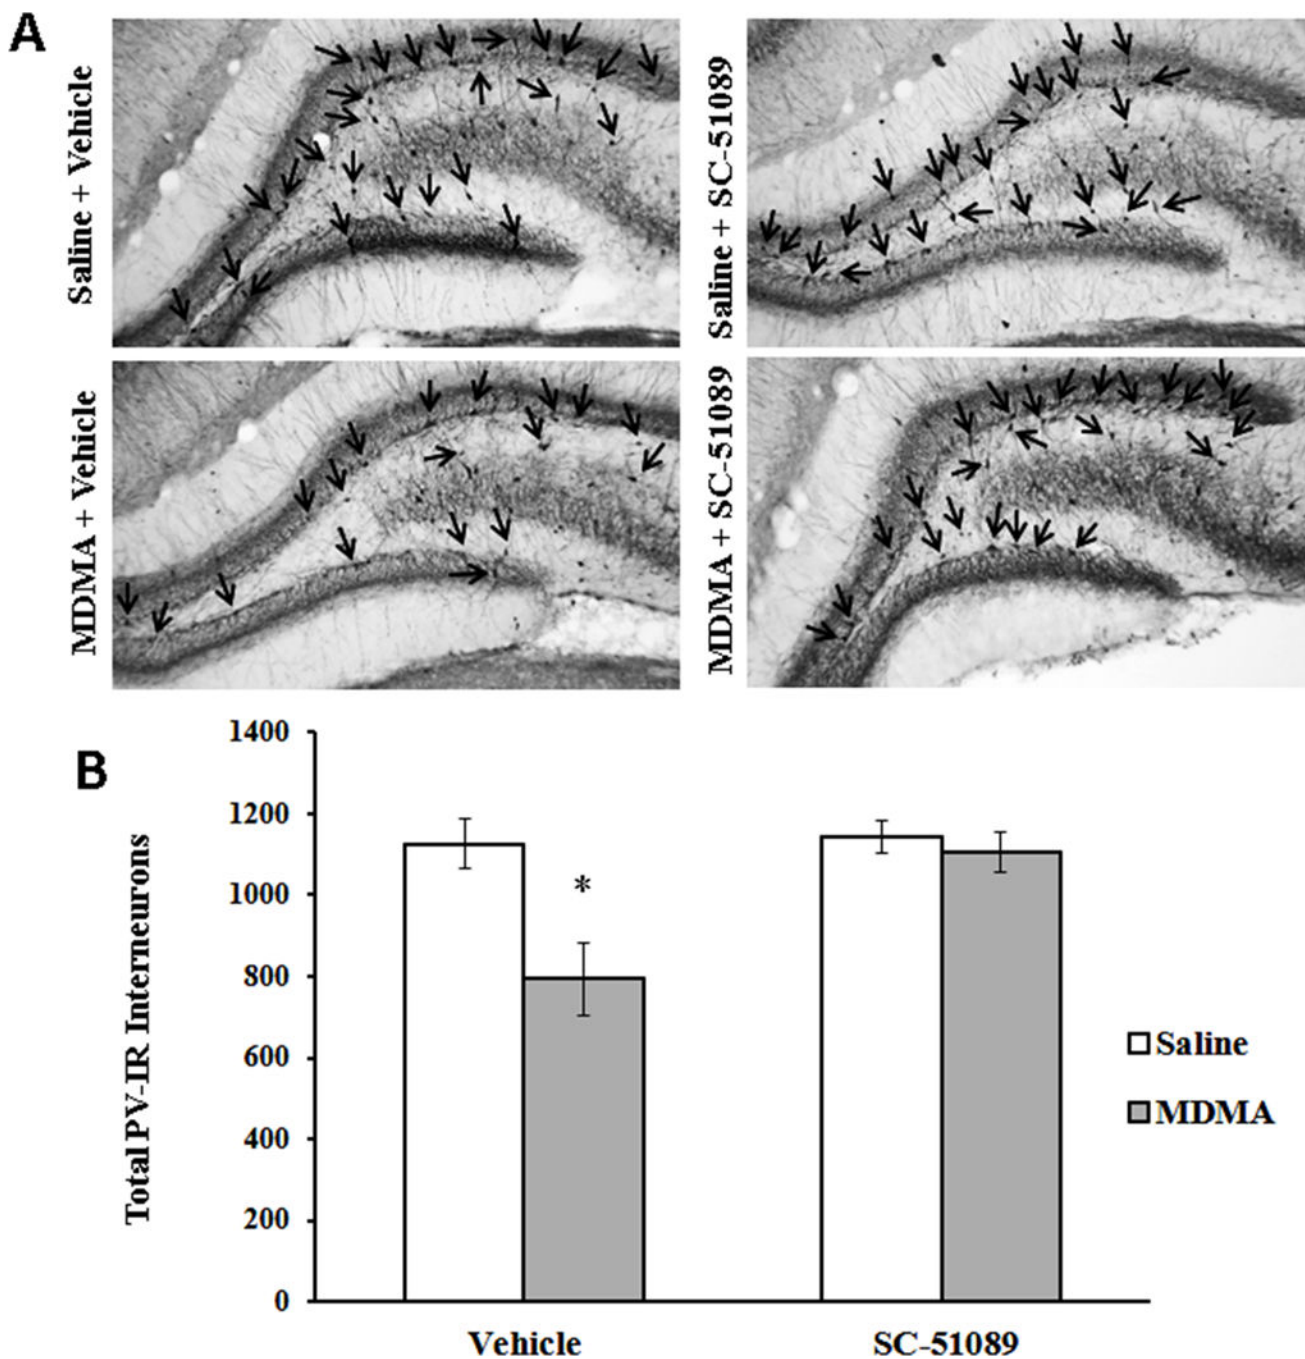 A
Saline + Vehicle
Saline + SC-51089
MDMA + Vehicle
MDMA + SC-51089
B
Total PV-IR Interneurons
1400
1200
1000
800
600
400
200
0
*
Vehicle
SC-51089
Saline
MDMA